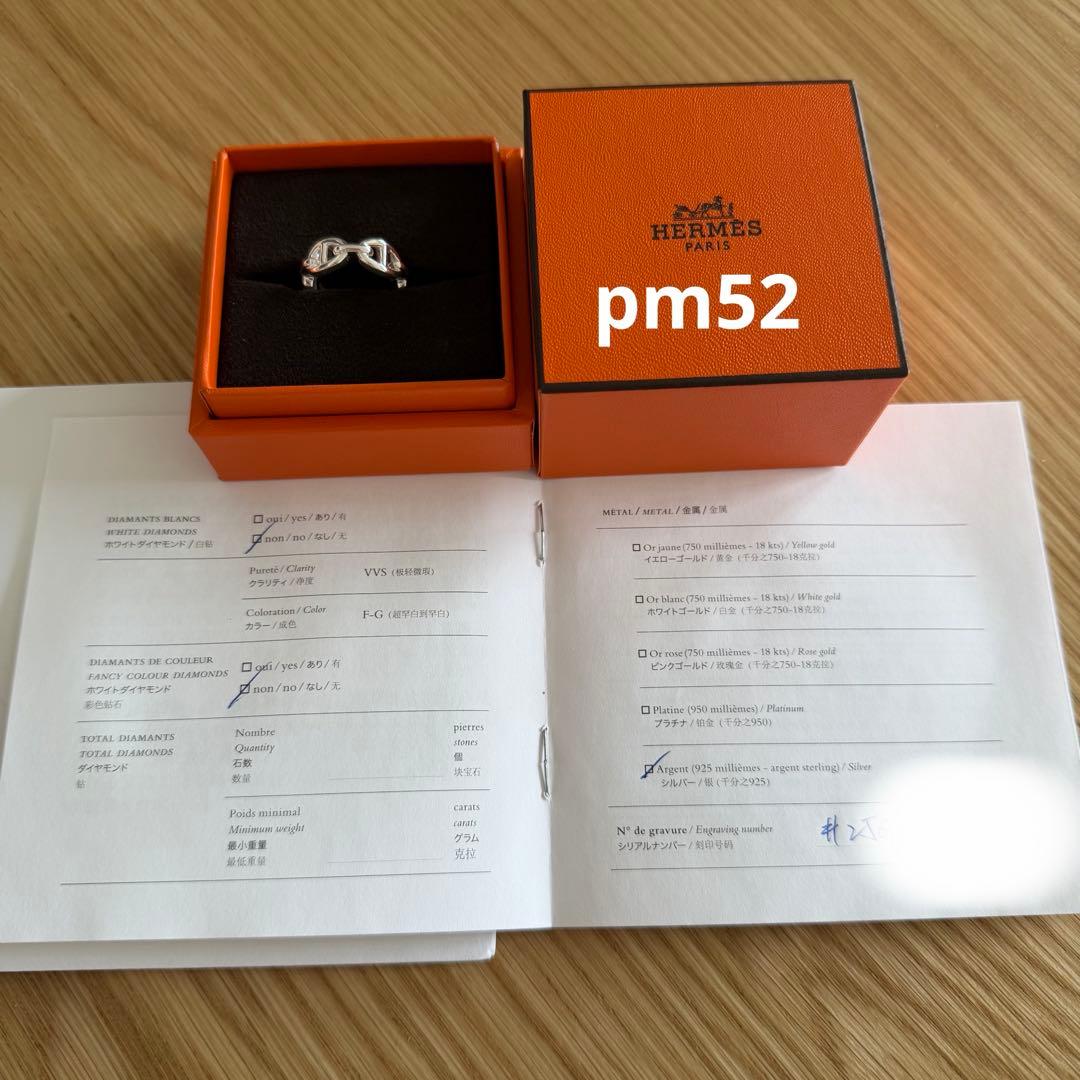 HERMÈS
PARIS
pm52
DIAMANTS BLANCS
WHITE DIAMONDS
ホワイトダイヤモンド / 白钻
oui / yes / あり / 有
non / no / なし / 无
Pureté / Clarity
クラリティ / 净度
VVS (极轻微瑕)
Coloration / Color
カラー / 成色
F-G (超罕白到罕白)
DIAMANTS DE COULEUR
FANCY COLOUR DIAMONDS
ホワイトダイヤモンド
彩色钻石
oui / yes / あり / 有
non / no / なし / 无
TOTAL DIAMANTS
TOTAL DIAMONDS
ダイヤモンド
钻
Nombre
Quantity
石数
数量
pierres
stones
個
块宝石
Poids minimal
Minimum weight
最小重量
最低重量
carats
carats
グラム
克拉
MÉTAL / METAL / 金属 / 金属
Or jaune (750 millièmes - 18 kts) / Yellow gold
イエローゴールド / 黄金 (千分之750-18克拉)
Or blanc (750 millièmes - 18 kts) / White gold
ホワイトゴールド / 白金 (千分之750-18克拉)
Or rose (750 millièmes - 18 kts) / Rose gold
ピンクゴールド / 玫瑰金 (千分之750-18克拉)
Platine (950 millièmes) / Platinum
プラチナ / 铂金 (千分之950)
Argent (925 millièmes - argent sterling) / Silver
シルバー / 银 (千分之925)
N° de gravure / Engraving number
シリアルナンバー / 刻印号码